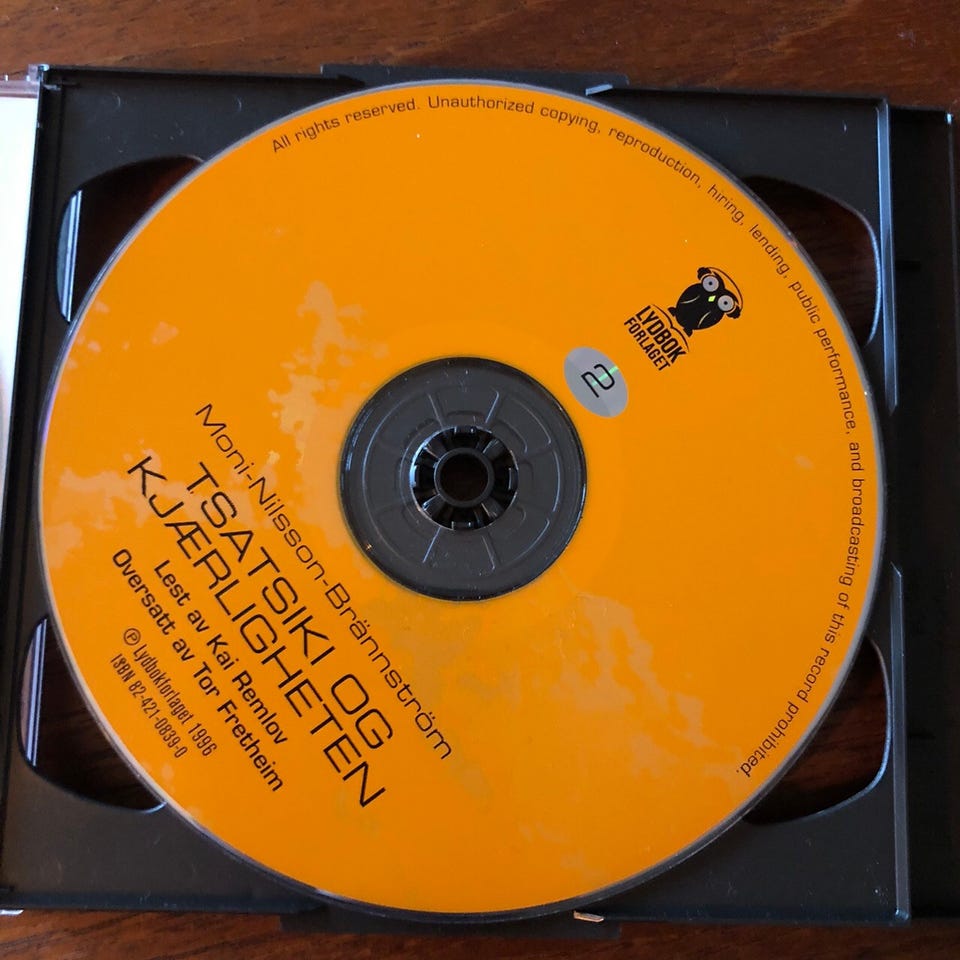 All rights reserved. Unauthorized copying, reproduction, hiring, lending, public performance, and broadcasting of this record prohibited.
LYDBOK
FORLAGET
2
Moni-Nilsson-Brännström
TSATSIKI OG
KJÆRLIGHETEN
Lest av Kai Remlov
Oversatt av Tor Fretheim
℗ Lydbokforlaget 1996
ISBN 82-421-0839-0